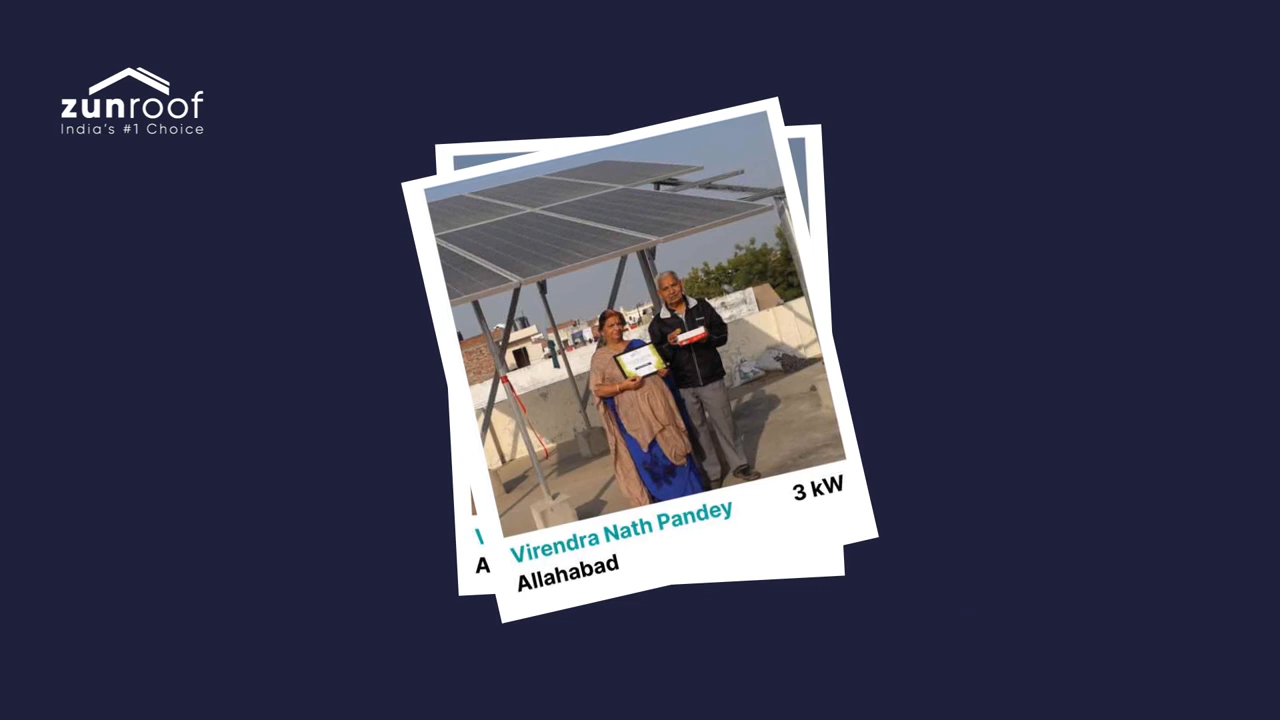 zunroof
India's #1 Choice
3 kW
Virendra Nath Pandey
Allahabad
A